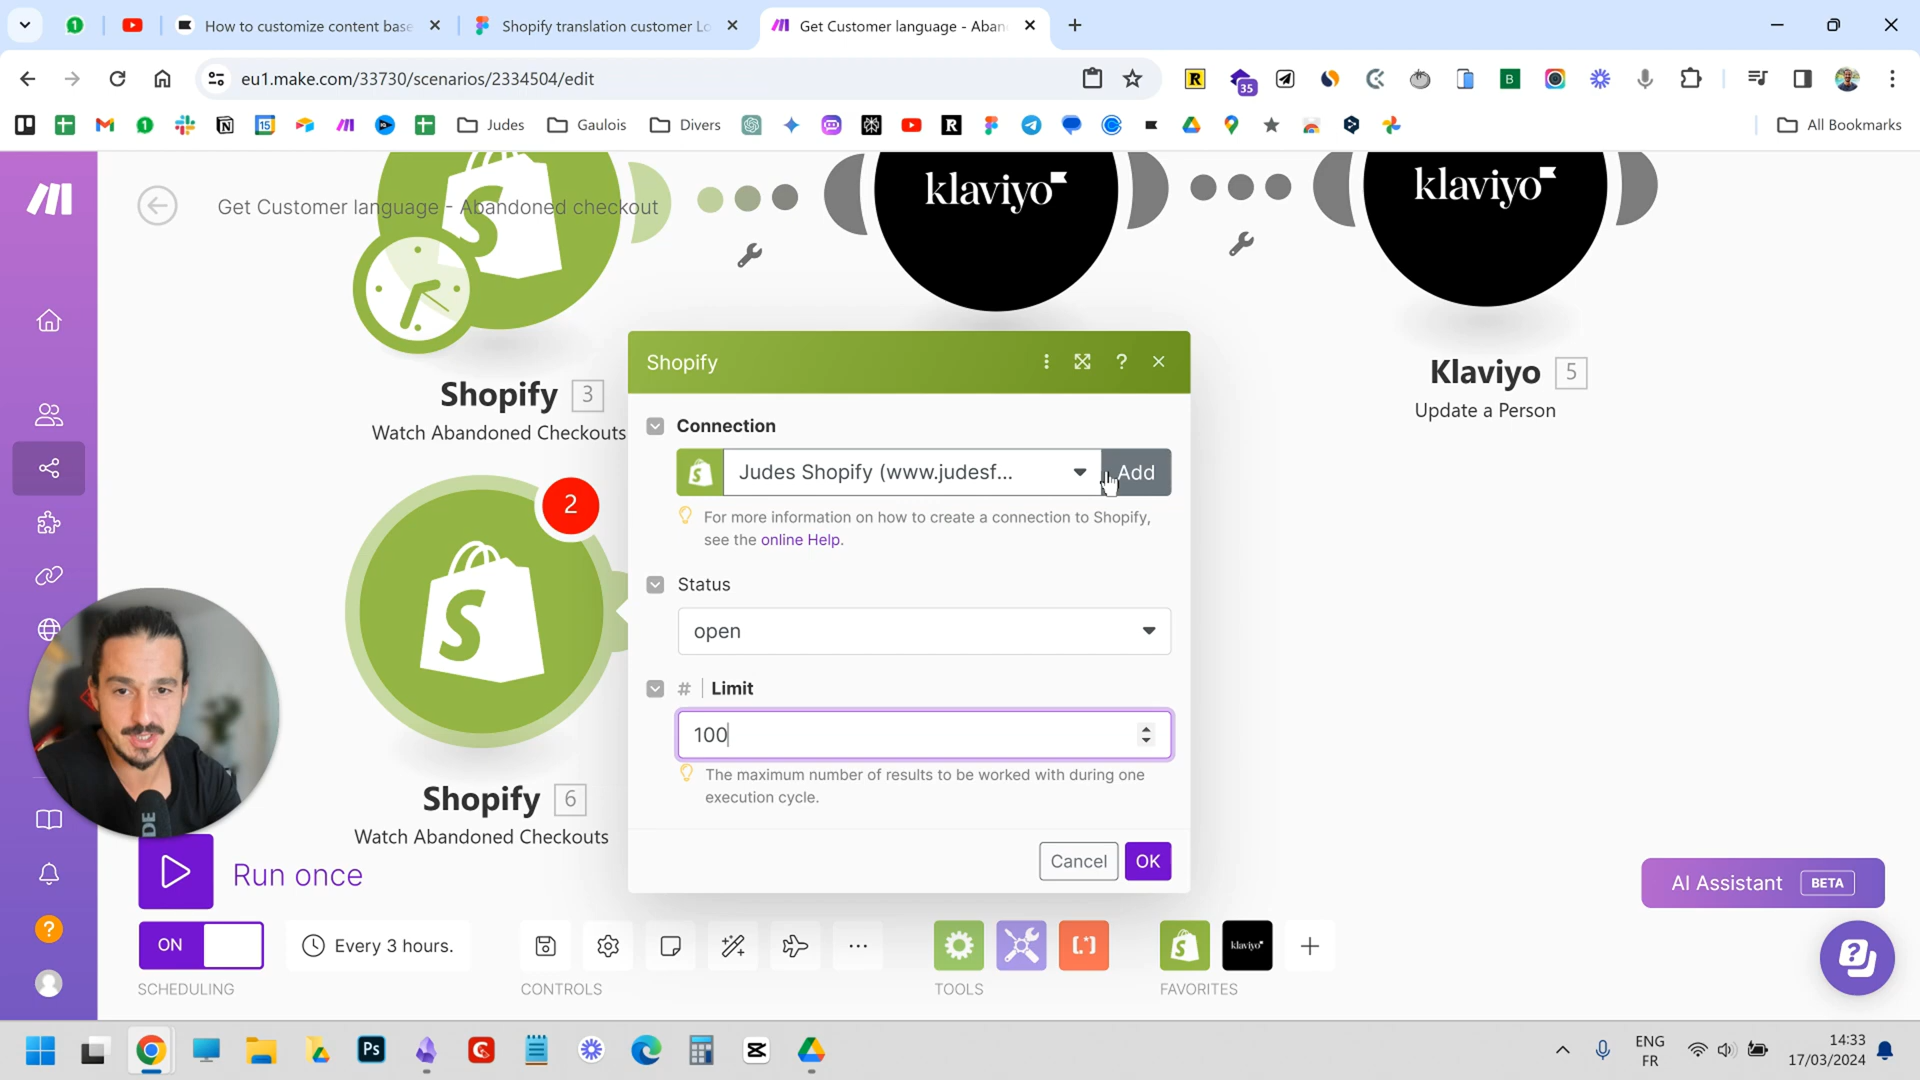 How to customize content base
Shopify translation customer Lo
Get Customer language - Aban
eu1.make.com/33730/scenarios/2334504/edit
35
Judes
Gaulois
Divers
All Bookmarks
Get Customer language - Abandoned checkout
klaviyo
klaviyo
Shopify 3
Watch Abandoned Checkouts
Klaviyo 5
Update a Person
Shopify
Connection
Judes Shopify (www.judesf...
Add
For more information on how to create a connection to Shopify,
see the online Help.
Status
open
# Limit
100
The maximum number of results to be worked with during one
execution cycle.
Cancel
OK
2
Shopify 6
Watch Abandoned Checkouts
Run once
AI Assistant BETA
ON
Every 3 hours.
SCHEDULING
CONTROLS
TOOLS
klaviyo
FAVORITES
Ps
ENG
FR
14:33
17/03/2024